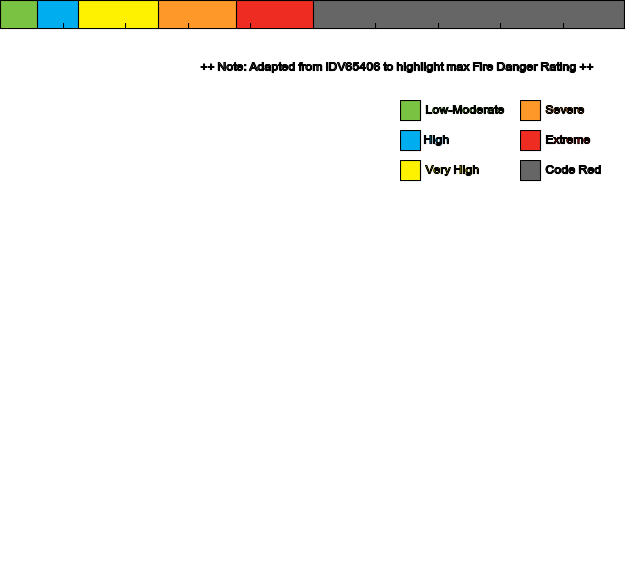 ++ Note: Adapted from IDV65406 to highlight max Fire Danger Rating ++
Low-Moderate
Severe
High
Extreme
Very High
Code Red